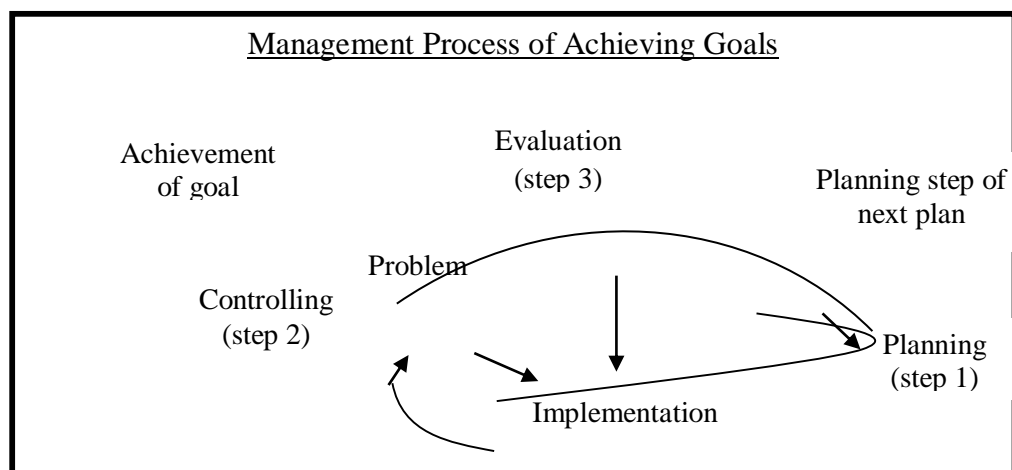 Management Process of Achieving Goals
Achievement
of goal
Evaluation
(step 3)
Planning step of
next plan
Problem
Controlling
(step 2)
Planning
(step 1)
Implementation